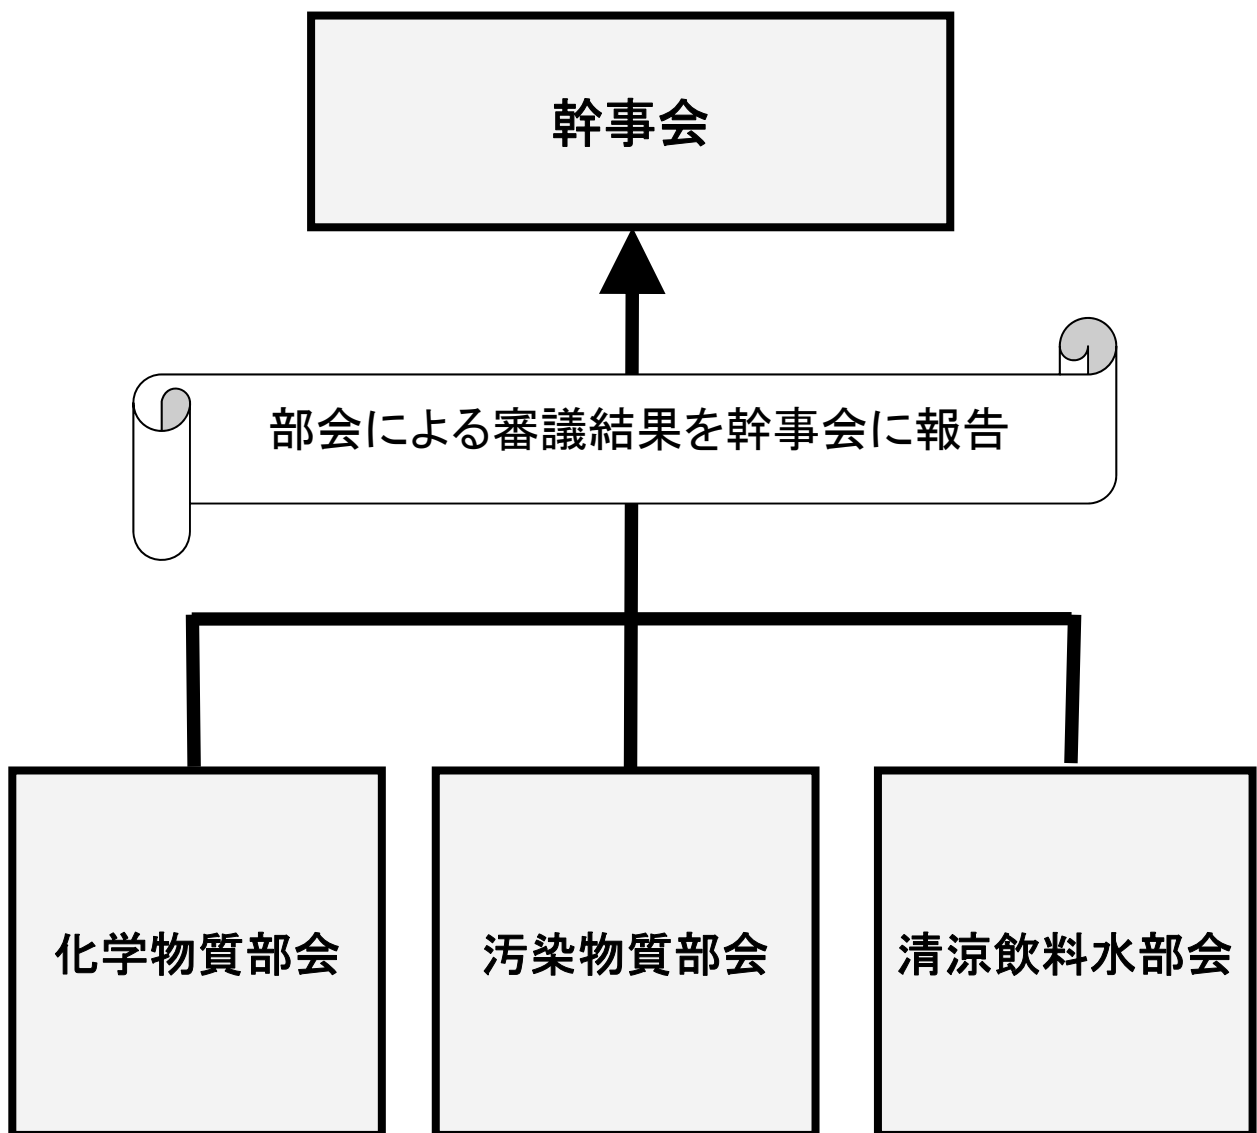 幹事会
部会による審議結果を幹事会に報告
化学物質部会
汚染物質部会
清涼飲料水部会